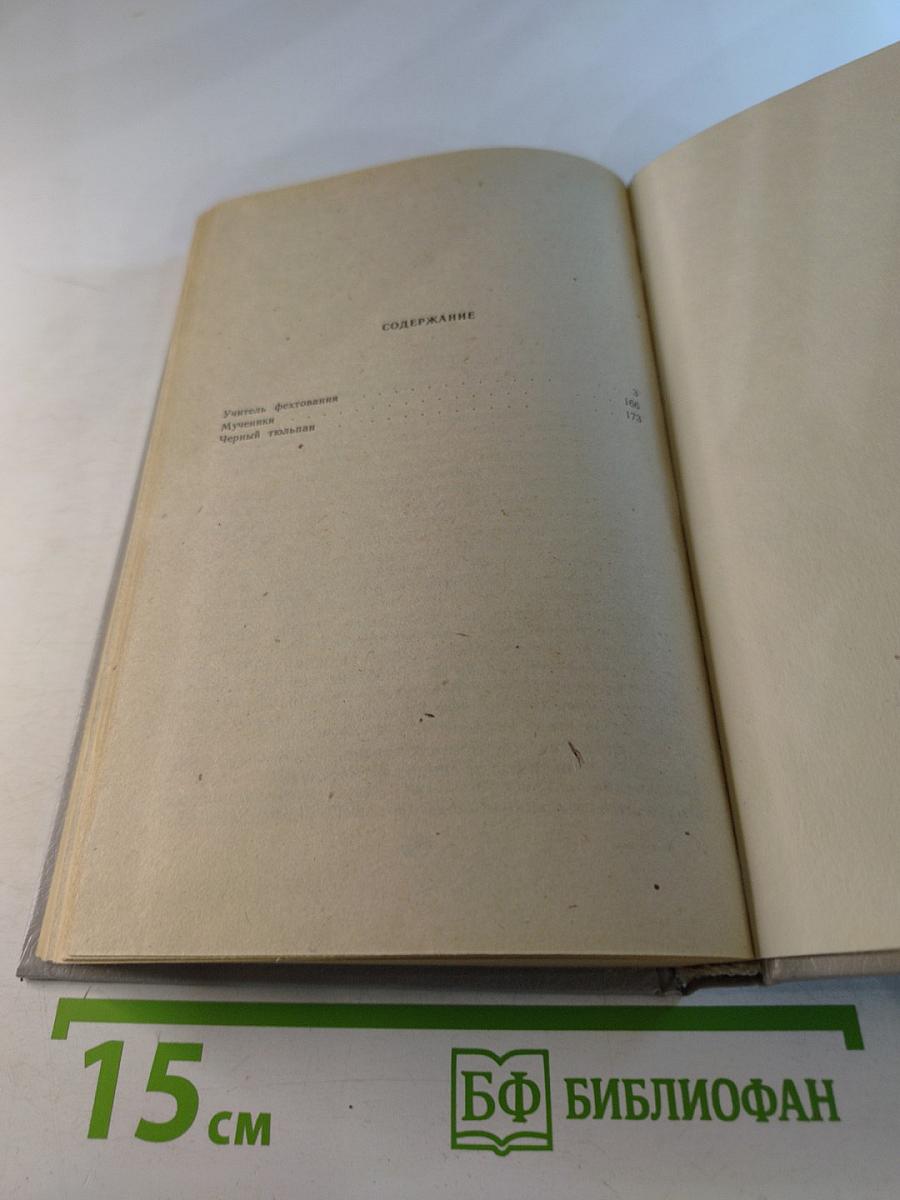 СОДЕРЖАНИЕ
Учитель фехтования . . . . . . . . . . . 3
Мученики . . . . . . . . . . . 166
Черный тюльпан . . . . . . . . . . . 173
15 см
БФ БИБЛИОФАН